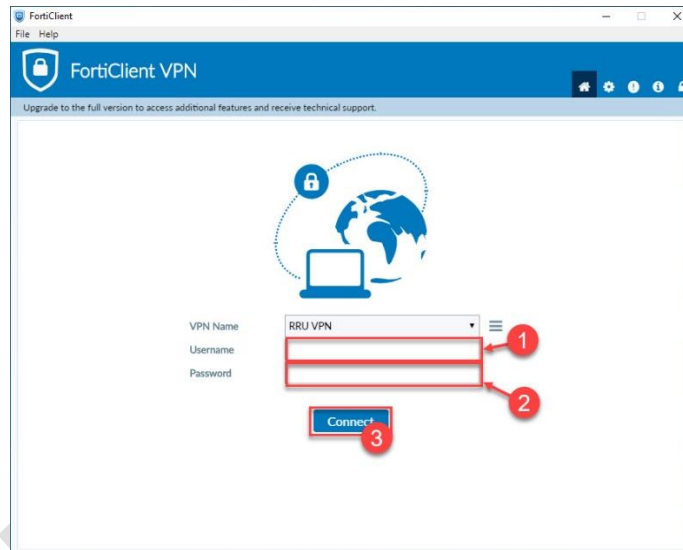 FortiClient
File Help
FortiClient VPN
Upgrade to the full version to access additional features and receive technical support.
VPN Name RRU VPN
Username
1
Password
2
Connect
3